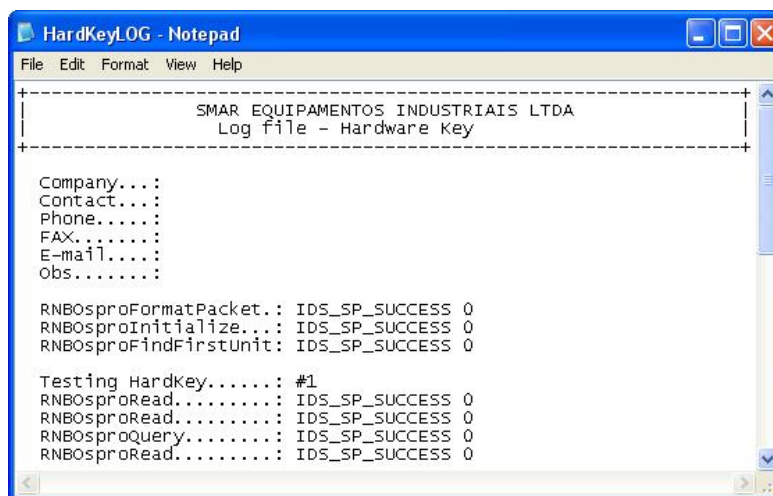 HardKeyLOG - Notepad
File Edit Format View Help
+------------------------------------------------------------------+
| SMAR EQUIPAMENTOS INDUSTRIAIS LTDA |
| Log file - Hardware Key |
+------------------------------------------------------------------+
Company...:
Contact...:
Phone.....:
FAX.......:
E-mail....:
Obs.......:
RNBOsproFormatPacket.: IDS_SP_SUCCESS 0
RNBOsproInitialize...: IDS_SP_SUCCESS 0
RNBOsproFindFirstUnit: IDS_SP_SUCCESS 0
Testing HardKey......: #1
RNBOsproRead.........: IDS_SP_SUCCESS 0
RNBOsproRead.........: IDS_SP_SUCCESS 0
RNBOsproQuery........: IDS_SP_SUCCESS 0
RNBOsproRead.........: IDS_SP_SUCCESS 0